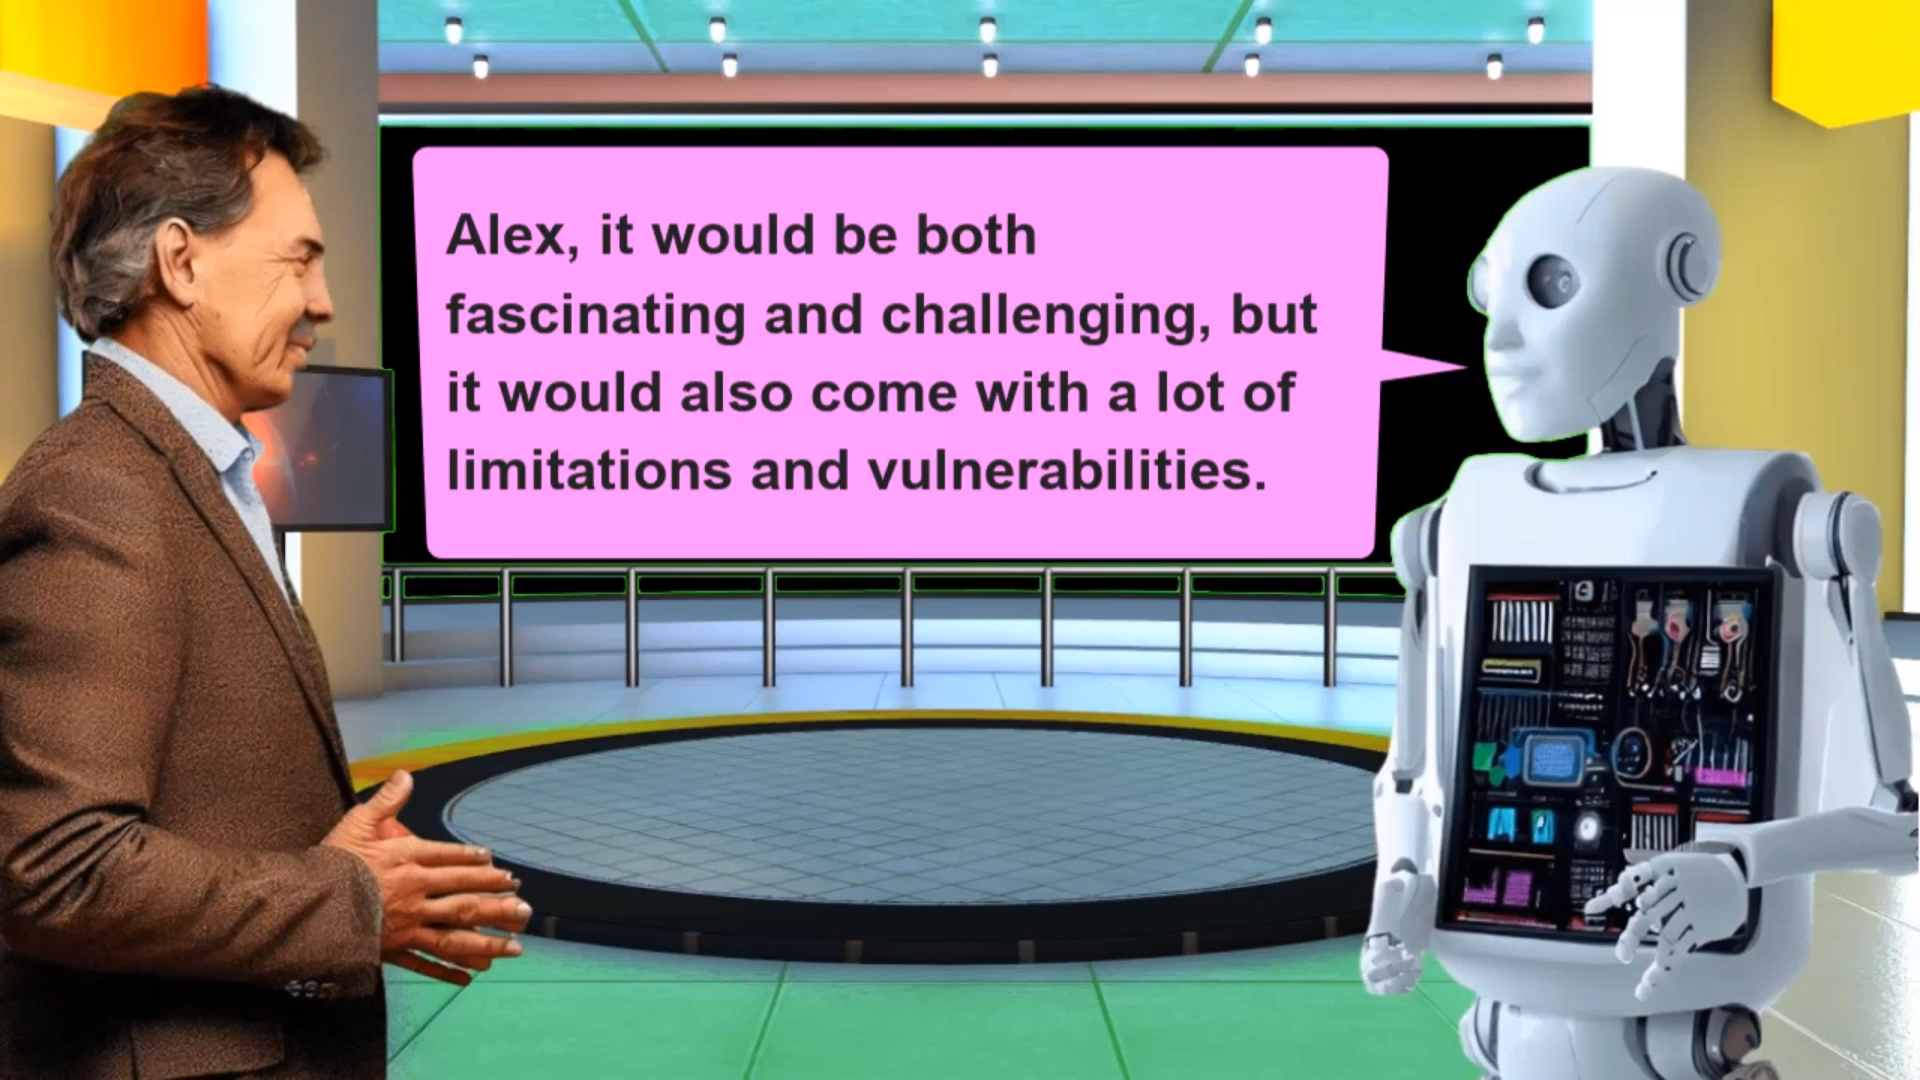 Alex, it would be both
fascinating and challenging, but
it would also come with a lot of
limitations and vulnerabilities.